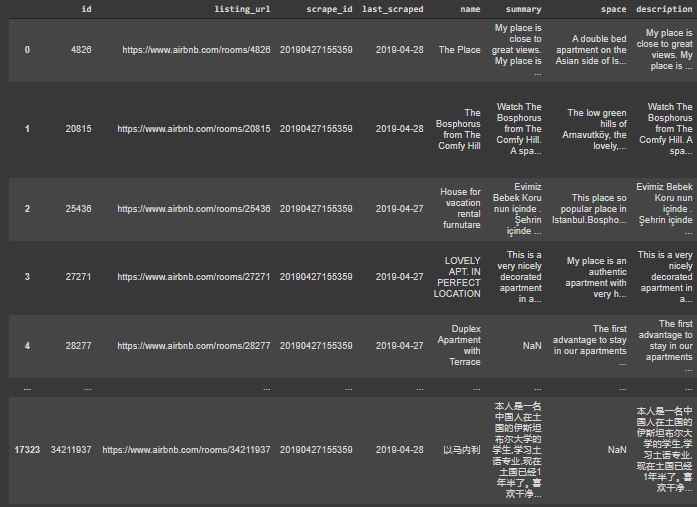 id listing_url scrape_id last_scraped name summary space description
0 4826 https://www.airbnb.com/rooms/4826 20190427155359 2019-04-28 The Place
My place is
close to
great views.
My place is
...
A double bed
apartment on the
Asian side of Is...
My place is
close to great
views. My
place is ...
1 20815 https://www.airbnb.com/rooms/20815 20190427155359 2019-04-28
The
Bosphorus
from The
Comfy Hill
Watch The
Bosphorus
from The
Comfy Hill.
A spa...
The low green
hills of
Arnavutköy, the
lovely,...
Watch The
Bosphorus
from The
Comfy Hill. A
spa...
2 25436 https://www.airbnb.com/rooms/25436 20190427155359 2019-04-27
House for
vacation
rental
furnutare
Evimiz
Bebek Koru
nun içinde .
Şehrin
içinde ...
This place so
popular place in
Istanbul.Bospho...
Evimiz Bebek
Koru nun
içinde .
Şehrin içinde
...
3 27271 https://www.airbnb.com/rooms/27271 20190427155359 2019-04-27
LOVELY
APT. IN
PERFECT
LOCATION
This is a
very nicely
decorated
apartment
in a...
My place is an
authentic
apartment with
very h...
This is a very
nicely
decorated
apartment in
a...
4 28277 https://www.airbnb.com/rooms/28277 20190427155359 2019-04-27
Duplex
Apartment
with
Terrace
NaN
The first
advantage to stay
in our apartments
...
The first
advantage to
stay in our
apartments
...
... ... ... ... ... ... ... ... ...
17323 34211937 https://www.airbnb.com/rooms/34211937 20190427155359 2019-04-28 以马内利
本人是一名
中国人在土
国的伊斯坦
布尔大学的
学生,学习土
语专业,现在
土国已经1
年半了。喜
欢干净...
NaN
本人是一名中
国人在土国的
伊斯坦布尔大
学的学生,学
习土语专业,
现在土国已经
1年半了。喜
欢干净...